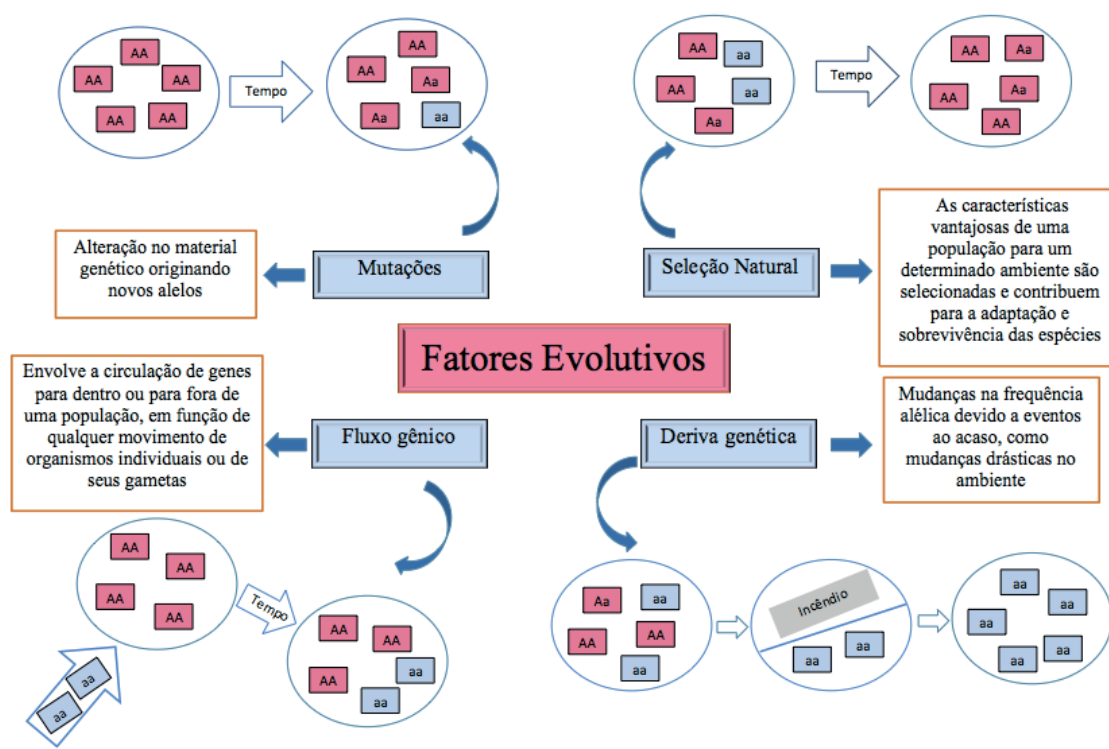 AA
AA
AA
AA
AA
Tempo
AA
AA
Aa
Aa
aa
AA
aa
AA
aa
Aa
Tempo
AA
Aa
Aa
AA
AA
Alteração no material
genético originando
novos alelos
Mutações
Seleção Natural
As características
vantajosas de uma
população para um
determinado ambiente são
selecionadas e contribuem
para a adaptação e
sobrevivência das espécies
Fatores Evolutivos
Envolve a circulação de genes
para dentro ou para fora de
uma população, em função de
qualquer movimento de
organismos individuais ou de
seus gametas
Fluxo gênico
Deriva genética
Mudanças na frequência
alélica devido a eventos
ao acaso, como
mudanças drásticas no
ambiente
AA
AA
AA
AA
aa
aa
Tempo
AA
AA
aa
AA
aa
aa
Aa
aa
AA
AA
aa
Incêndio
aa
aa
aa
aa
aa
aa
aa